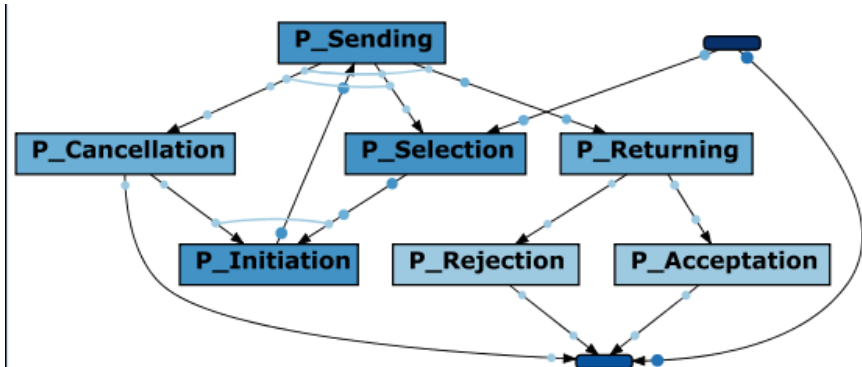 P_Sending
P_Cancellation
P_Selection
P_Returning
P_Initiation
P_Rejection
P_Acceptation